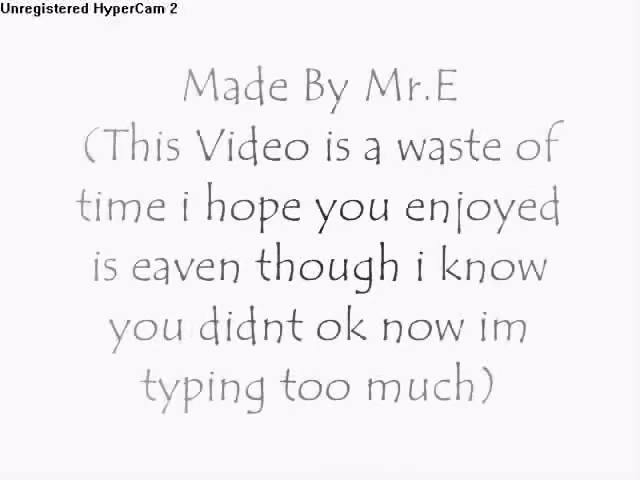 Unregistered HyperCam 2
Made By Mr.E
(This Video is a waste of
time i hope you enjoyed
is eaven though i know
you didnt ok now im
typing too much)